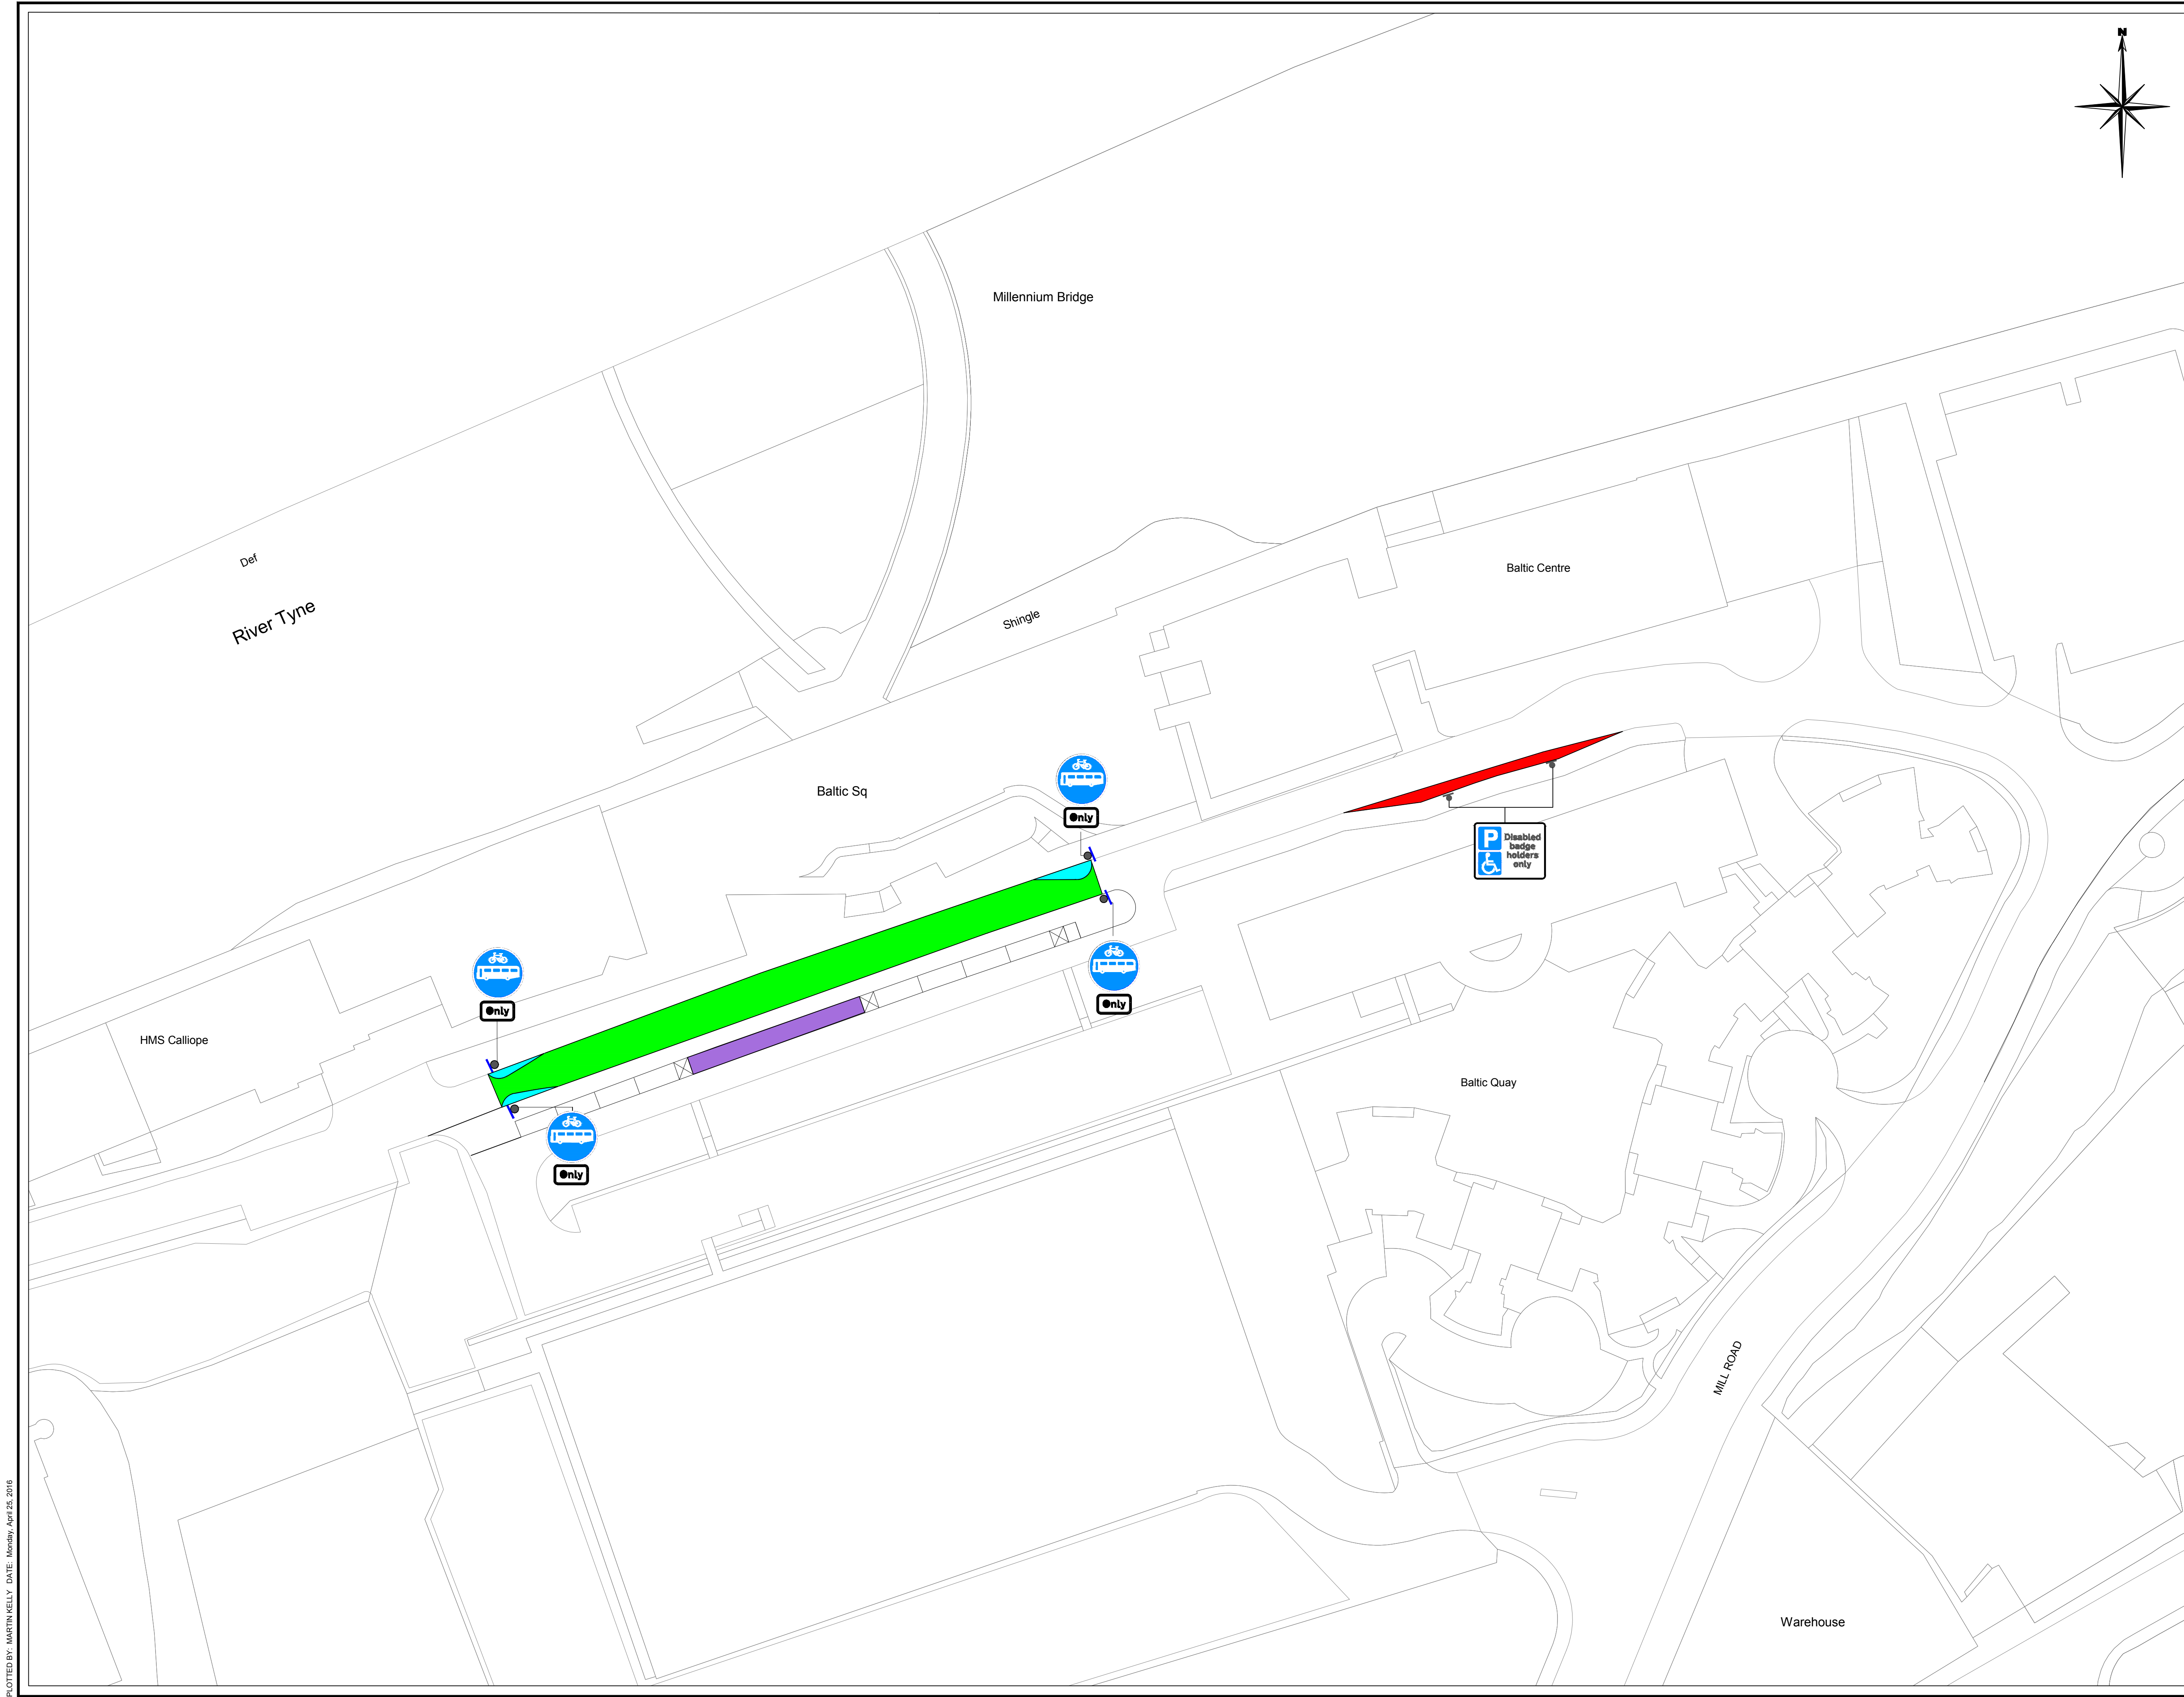 N
Millennium Bridge
Def
River Tyne
Shingle
Baltic Centre
Baltic Sq
Only
P Disabled
badge
holders
only
Only
Only
HMS Calliope
Baltic Quay
Only
MILL ROAD
Warehouse
PLOTTED BY: MARTIN KELLY DATE: Monday, April 25, 2016